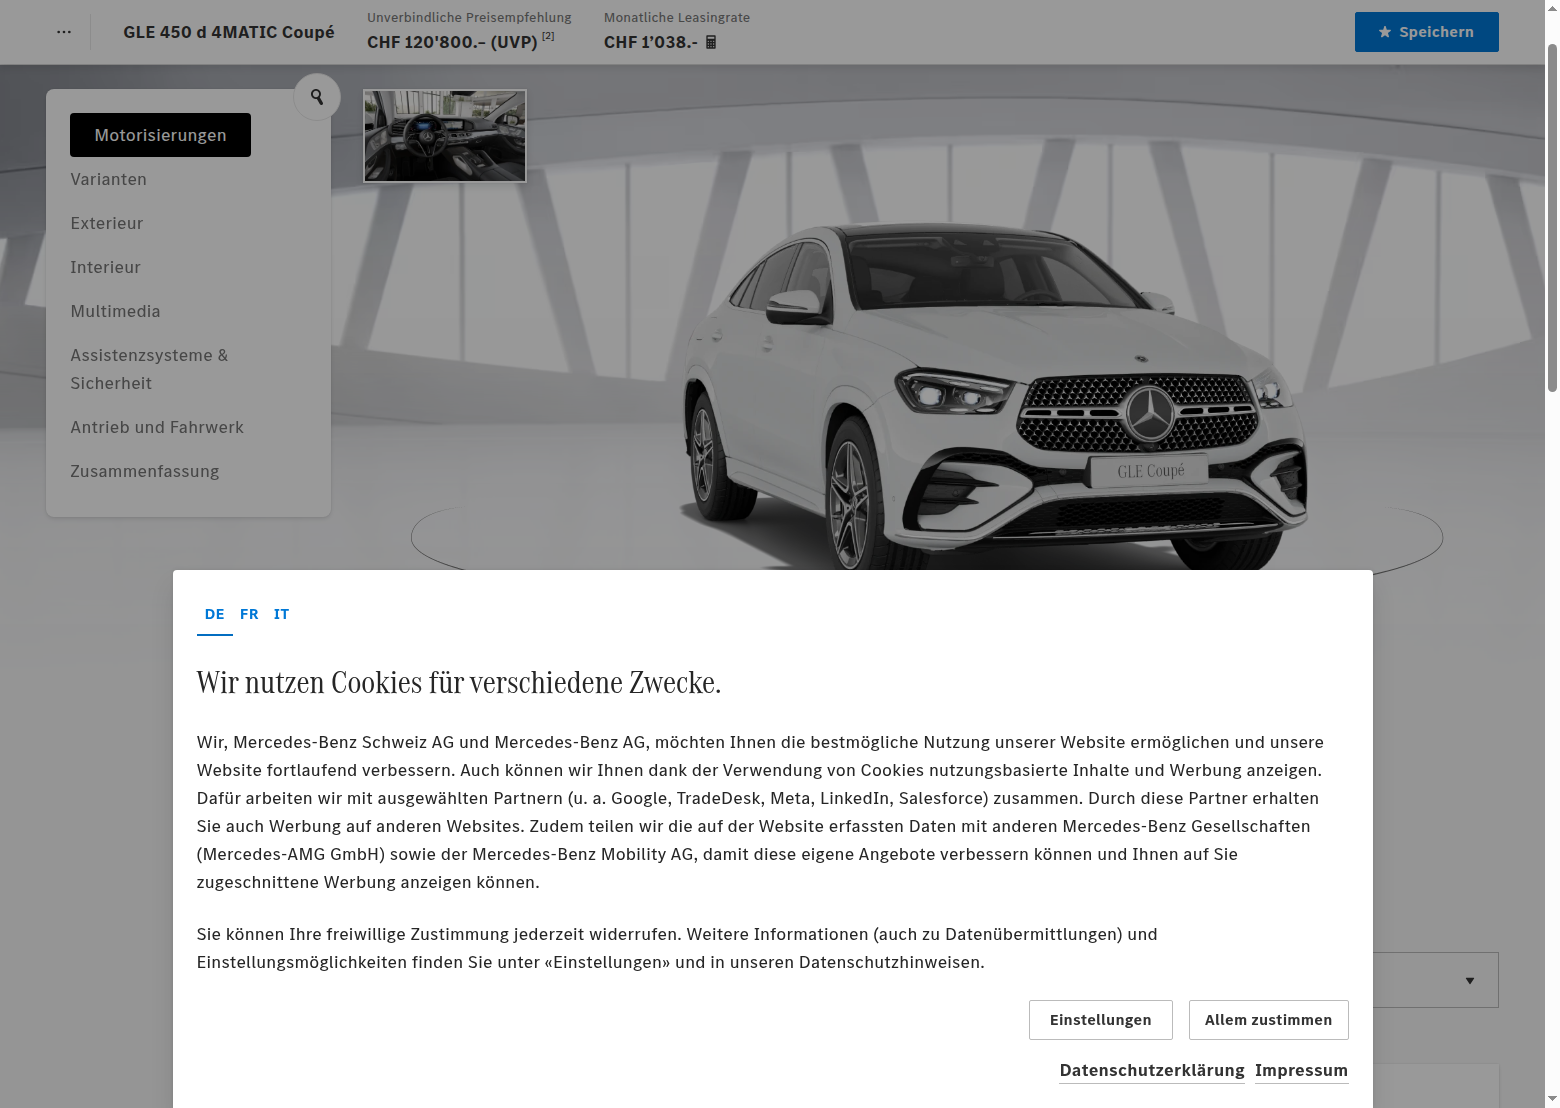 GLE 450 d 4MATIC Coupé
Unverbindliche Preisempfehlung
CHF 120'800.– (UVP) [2]
Monatliche Leasingrate
CHF 1’038.-
Speichern
Motorisierungen
Varianten
Exterieur
Interieur
Multimedia
Assistenzsysteme &
Sicherheit
Antrieb und Fahrwerk
Zusammenfassung
GLE Coupé
DE FR IT
Wir nutzen Cookies für verschiedene Zwecke.
Wir, Mercedes-Benz Schweiz AG und Mercedes-Benz AG, möchten Ihnen die bestmögliche Nutzung unserer Website ermöglichen und unsere
Website fortlaufend verbessern. Auch können wir Ihnen dank der Verwendung von Cookies nutzungsbasierte Inhalte und Werbung anzeigen.
Dafür arbeiten wir mit ausgewählten Partnern (u. a. Google, TradeDesk, Meta, LinkedIn, Salesforce) zusammen. Durch diese Partner erhalten
Sie auch Werbung auf anderen Websites. Zudem teilen wir die auf der Website erfassten Daten mit anderen Mercedes-Benz Gesellschaften
(Mercedes-AMG GmbH) sowie der Mercedes-Benz Mobility AG, damit diese eigene Angebote verbessern können und Ihnen auf Sie
zugeschnittene Werbung anzeigen können.
Sie können Ihre freiwillige Zustimmung jederzeit widerrufen. Weitere Informationen (auch zu Datenübermittlungen) und
Einstellungsmöglichkeiten finden Sie unter «Einstellungen» und in unseren Datenschutzhinweisen.
Einstellungen
Allem zustimmen
Datenschutzerklärung Impressum